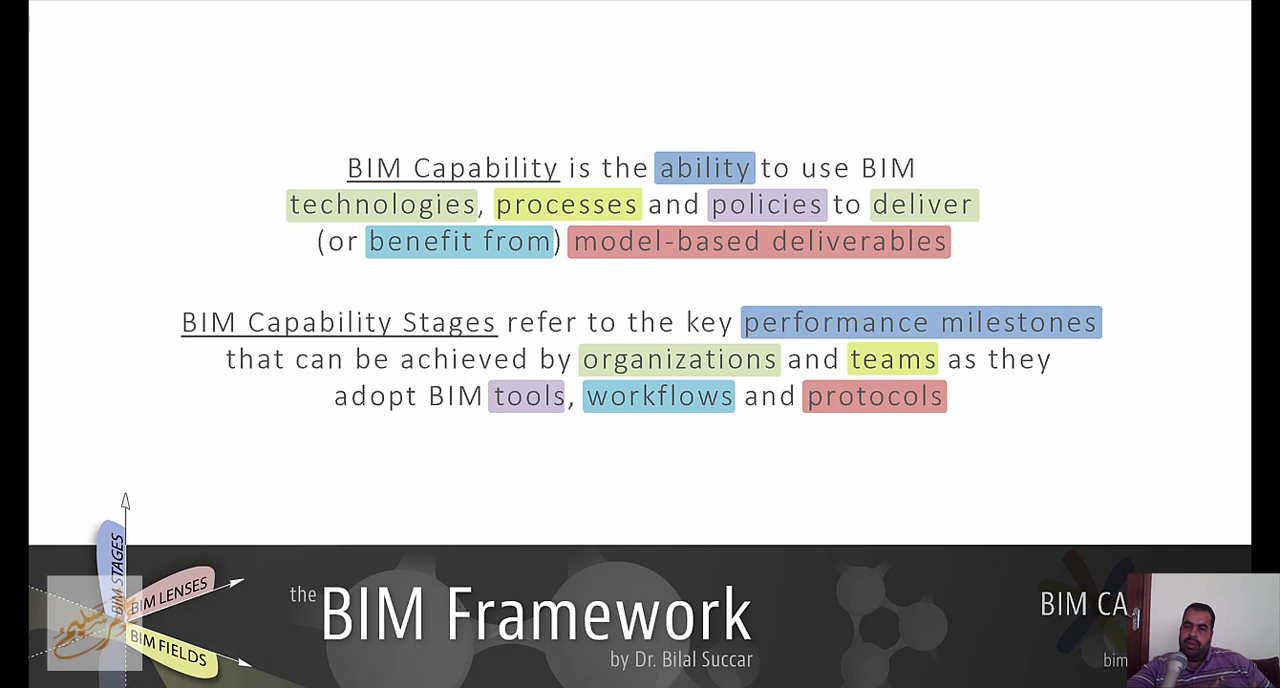 BIM Capability is the ability to use BIM
technologies, processes and policies to deliver
(or benefit from) model-based deliverables
BIM Capability Stages refer to the key performance milestones
that can be achieved by organizations and teams as they
adopt BIM tools, workflows and protocols
BIM STAGES
BIM LENSES
BIM FIELDS
the BIM Framework
by Dr. Bilal Succar
BIM CA
bim